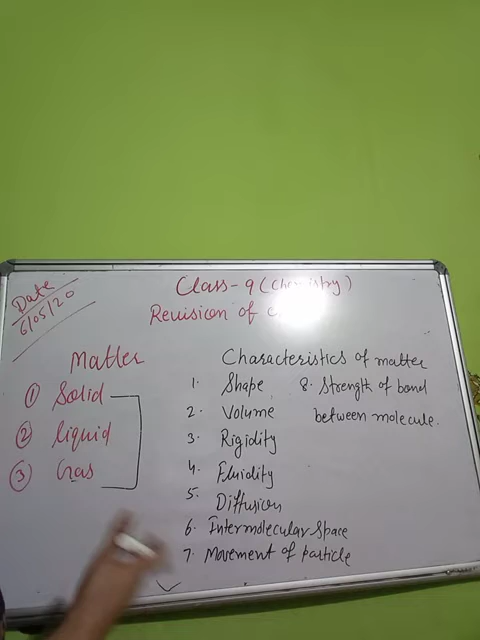 Date
6/05/20
Class-9 (Chemistry)
Revision of
Matter
① Solid
② liquid
③ Gas
Characteristics of matter
1. Shape
2. Volume
3. Rigidity
4. Fluidity
5. Diffusion
6. Intermolecular Space
7. Movement of particle
8. Strength of bond
between molecule.